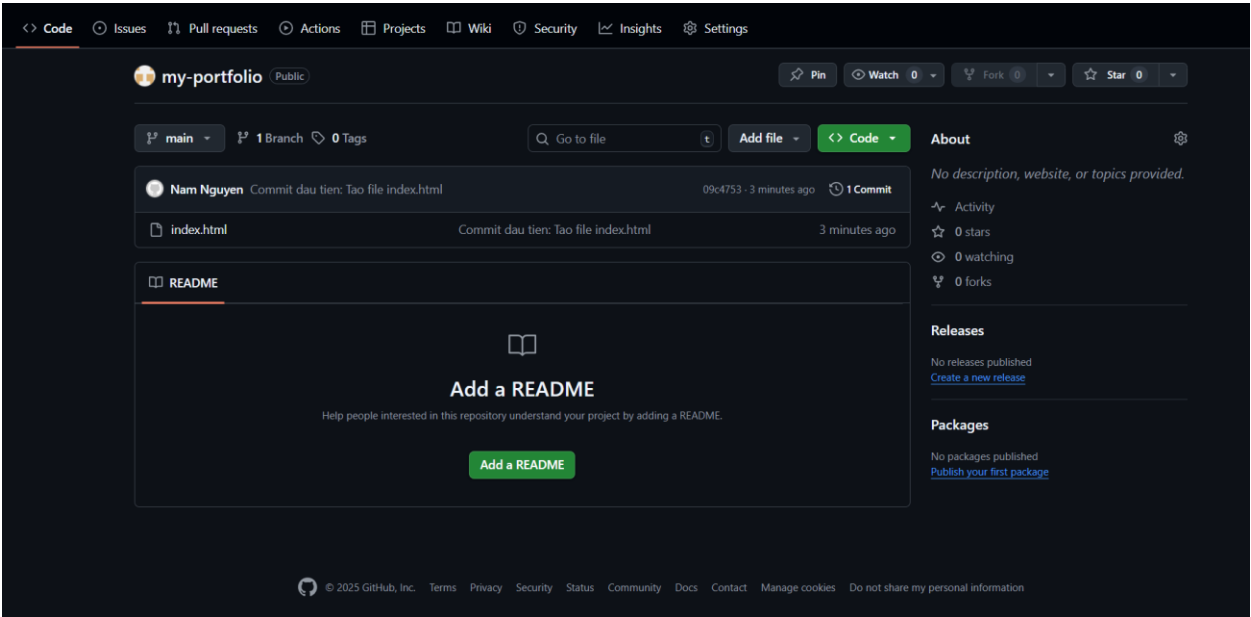 Code Issues Pull requests Actions Projects Wiki Security Insights Settings
my-portfolio Public Pin Watch 0 Fork 0 Star 0
main 1 Branch 0 Tags Go to file t Add file Code
Nam Nguyen Commit dau tien: Tao file index.html 09c4753 · 3 minutes ago 1 Commit
index.html Commit dau tien: Tao file index.html 3 minutes ago
README
Add a README
Help people interested in this repository understand your project by adding a README.
Add a README
About
No description, website, or topics provided.
Activity
0 stars
0 watching
0 forks
Releases
No releases published
Create a new release
Packages
No packages published
Publish your first package
© 2025 GitHub, Inc. Terms Privacy Security Status Community Docs Contact Manage cookies Do not share my personal information